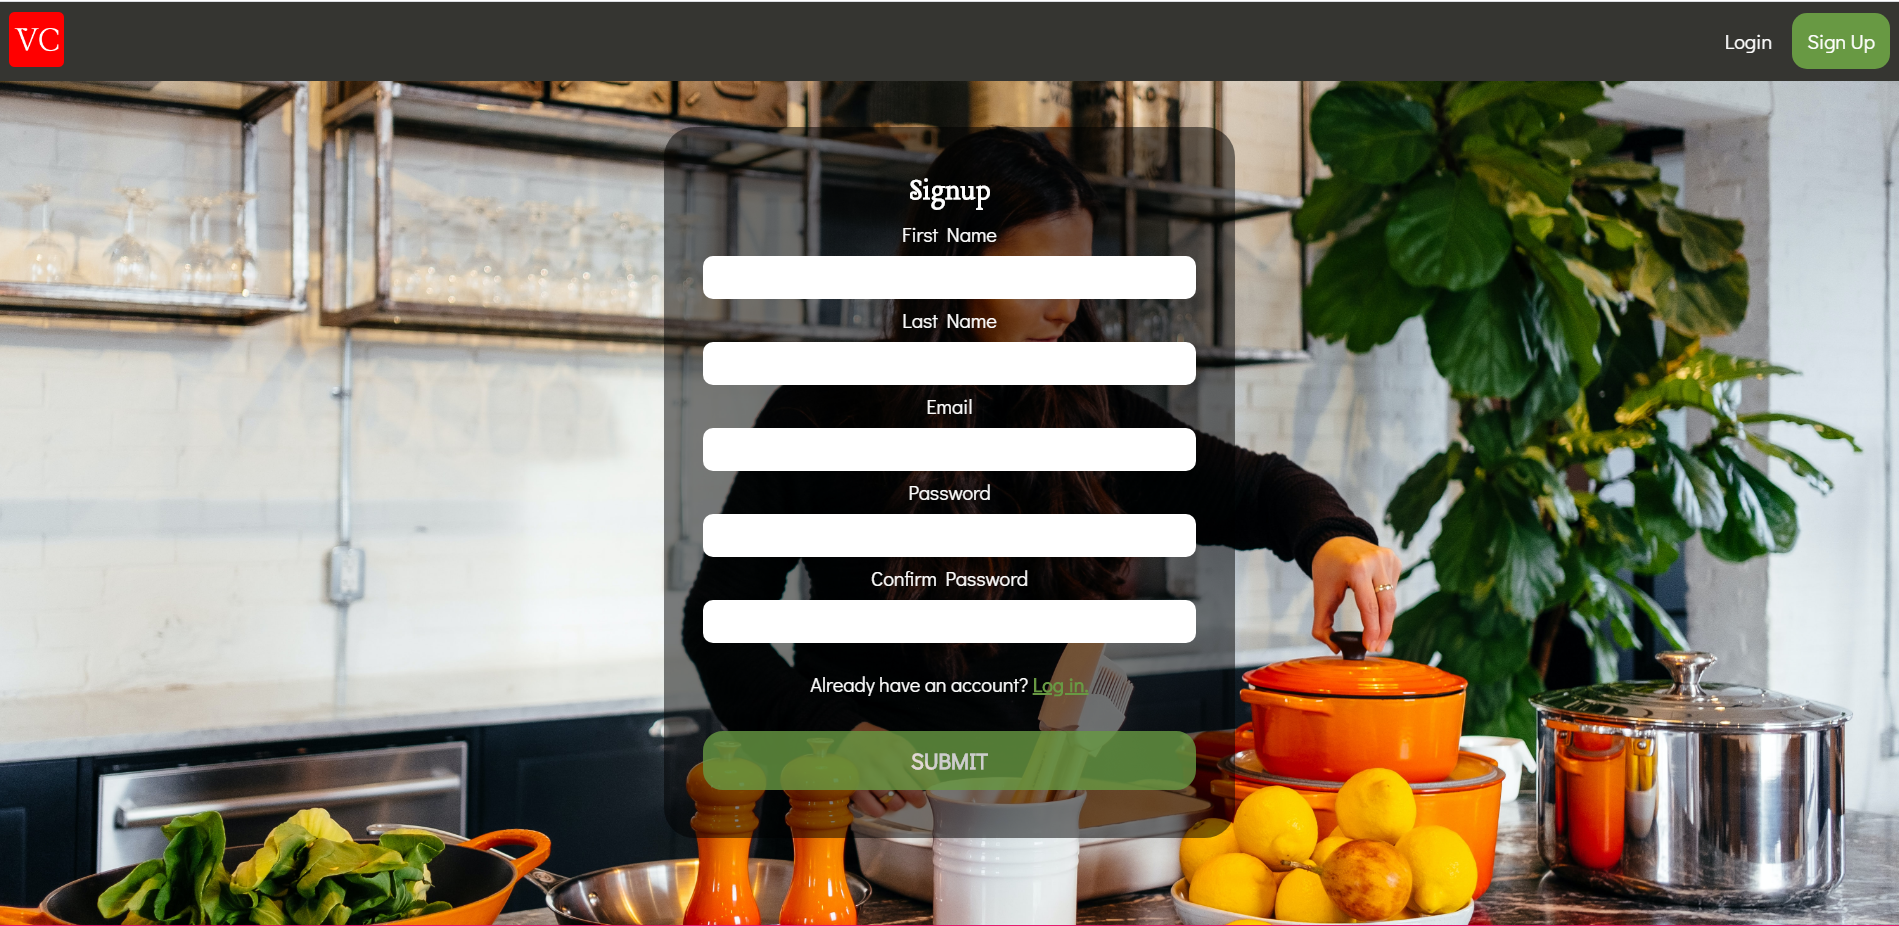 VC
Login
Sign Up
Signup
First Name
Last Name
Email
Password
Confirm Password
Already have an account? Log in.
SUBMIT